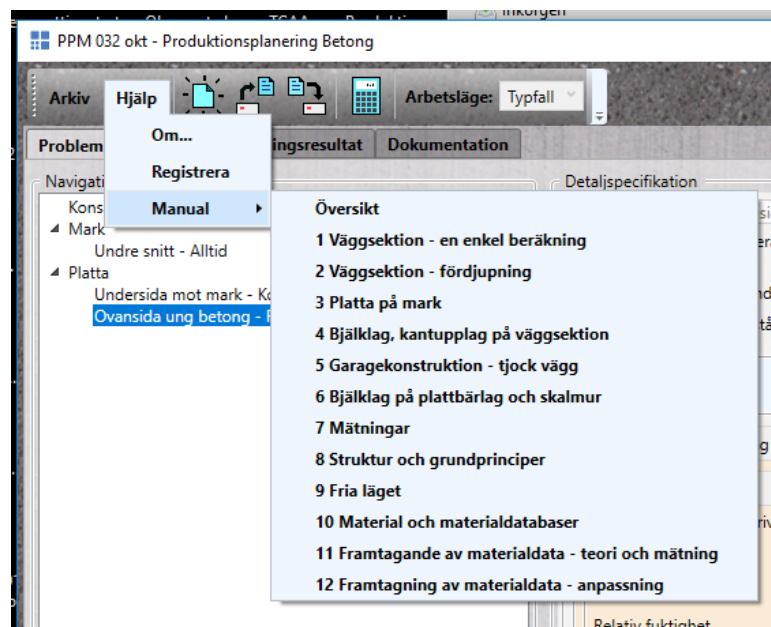 Inkorgen
PPM 032 okt - Produktionsplanering Betong
Arkiv Hjälp Arbetsläge: Typfall
Om...
Problem ingsresultat Dokumentation
Registrera
Navigati Detaljspecifikation
Kons Manual Översikt
Mark
1 Väggsektion - en enkel beräkning
Undre snitt - Alltid
2 Väggsektion - fördjupning
Platta
Undersida mot mark - Ko
3 Platta på mark
Ovansida ung betong - F
4 Bjälklag, kantupplag på väggsektion
5 Garagekonstruktion - tjock vägg
6 Bjälklag på plattbärlag och skalmur
7 Mätningar
8 Struktur och grundprinciper
9 Fria läget
10 Material och materialdatabaser
11 Framtagande av materialdata - teori och mätning
12 Framtagning av materialdata - anpassning
Relativ fuktighet